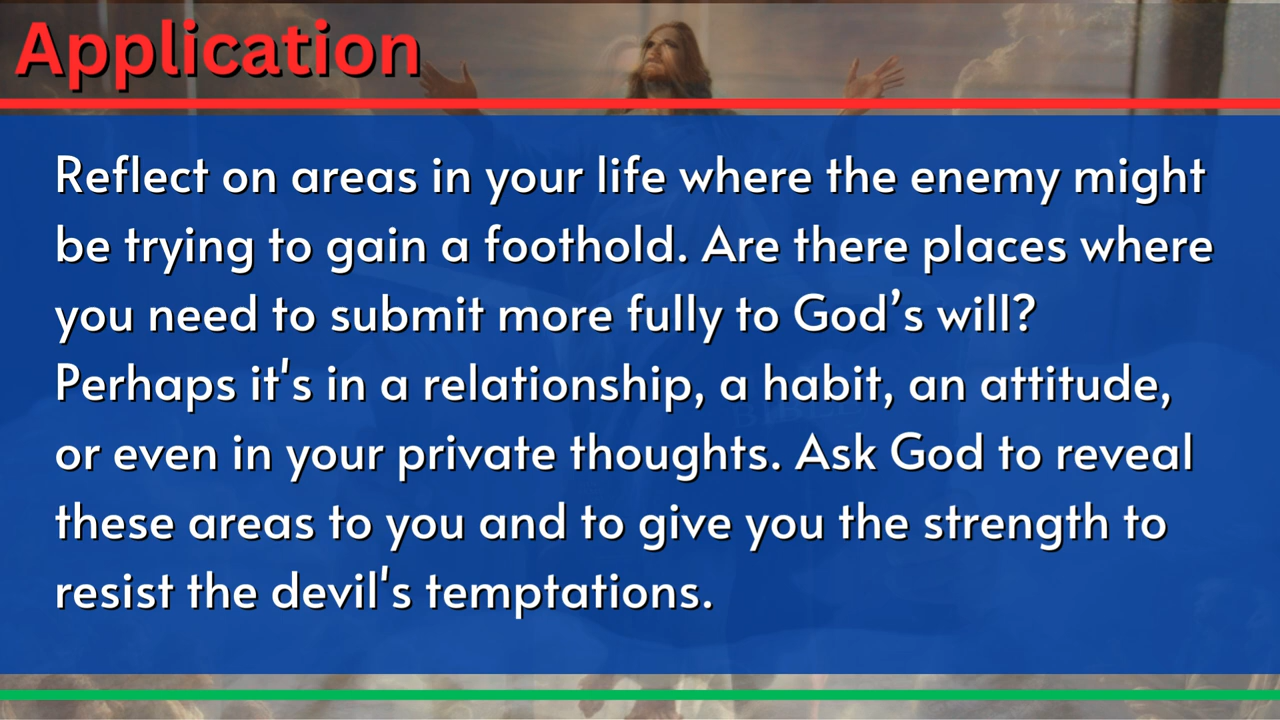 Application
Reflect on areas in your life where the enemy might
be trying to gain a foothold. Are there places where
you need to submit more fully to God’s will?
Perhaps it's in a relationship, a habit, an attitude,
or even in your private thoughts. Ask God to reveal
these areas to you and to give you the strength to
resist the devil's temptations.